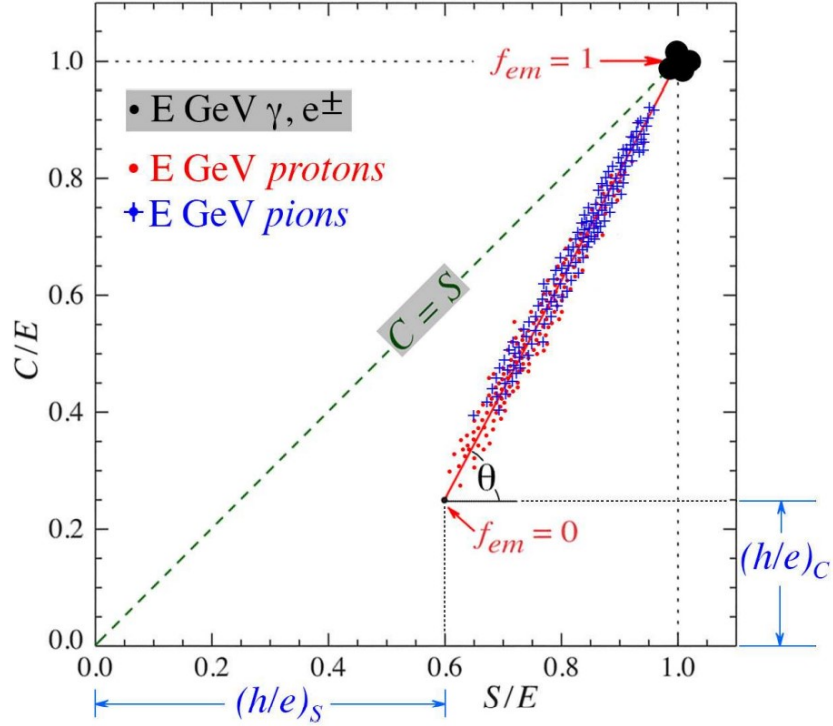 1.0
0.8
0.6
0.4
0.2
0.0
C/E
f_em = 1
• E GeV γ, e±
• E GeV protons
+ E GeV pions
C = S
θ
f_em = 0
(h/e)_C
0.0 0.2 0.4 0.6 0.8 1.0
(h/e)_S
S/E